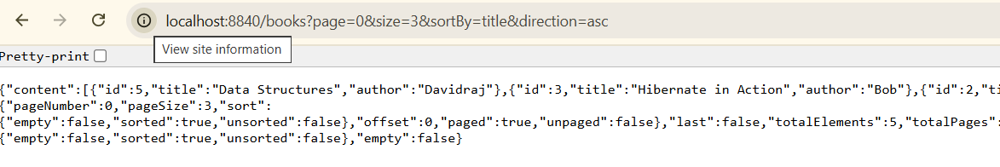 localhost:8840/books?page=0&size=3&sortBy=title&direction=asc
View site information
Pretty-print
{"content":[{"id":5,"title":"Data Structures","author":"Davidraj"},{"id":3,"title":"Hibernate in Action","author":"Bob"},{"id":2,"ti
{"pageNumber":0,"pageSize":3,"sort":
{"empty":false,"sorted":true,"unsorted":false},"offset":0,"paged":true,"unpaged":false},"last":false,"totalElements":5,"totalPages":
{"empty":false,"sorted":true,"unsorted":false},"empty":false}